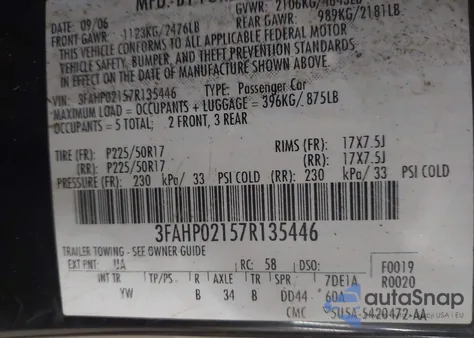 DATE: 09/06
GVWR:
FRONT GAWR: 1123KG/2476LB
REAR GAWR: 989KG/2181LB
THIS VEHICLE CONFORMS TO ALL APPLICABLE FEDERAL MOTOR
VEHICLE SAFETY, BUMPER, AND THEFT PREVENTION STANDARDS
IN EFFECT ON THE DATE OF MANUFACTURE SHOWN ABOVE.
VIN: 3FAHP02157R135446 TYPE: Passenger Car
MAXIMUM LOAD = OCCUPANTS + LUGGAGE = 396KG/875LB
OCCUPANTS = 5 TOTAL: 2 FRONT, 3 REAR
TIRE (FR): P225/50R17 RIMS (FR): 17X7.5J
(RR): P225/50R17 (RR): 17X7.5J
PRESSURE (FR): 230 kPa/ 33 PSI COLD (RR): 230 kPa/ 33 PSI COLD
3FAHP02157R135446
TRAILER TOWING - SEE OWNER GUIDE
EXT PNT: UA RC: 58 DSO: F0019
INT TR TP/PS R AXLE TR SPR 7DE1A R0020
YW B 34 B DD44 60A
CMC 5U5A-5420472-AA
autoSnap